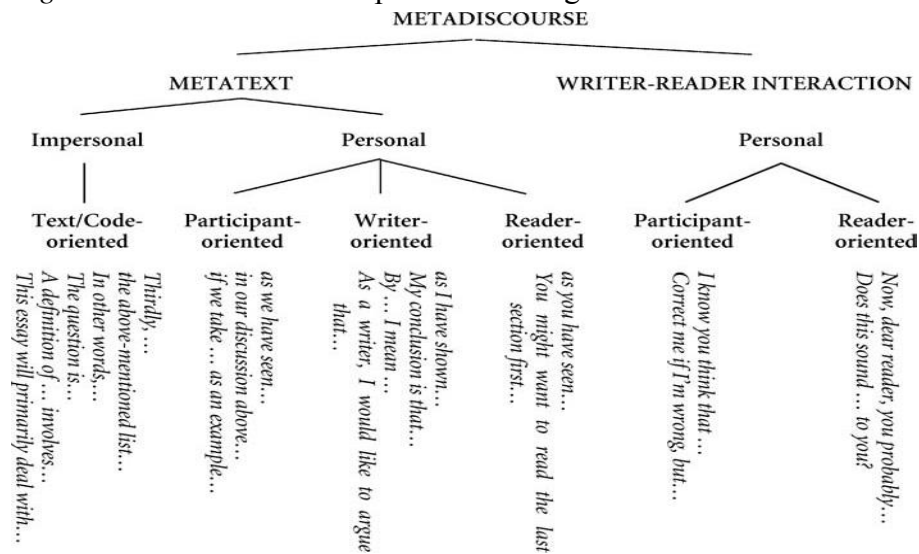 METADISCOURSE
METATEXT
WRITER-READER INTERACTION
Impersonal
Personal
Personal
Text/Code-
oriented
Participant-
oriented
Writer-
oriented
Reader-
oriented
Participant-
oriented
Reader-
oriented
Thirdly, …
the above-mentioned list…
In other words,…
The question is…
A definition of … involves…
This essay will primarily deal with…
as we have seen…
in our discussion above…
if we take … as an example…
as I have shown…
My conclusion is that…
By … I mean …
As a writer, I would like to argue
that…
as you have seen…
You might want to read the last
section first…
I know you think that …
Correct me if I'm wrong, but…
Now, dear reader, you probably…
Does this sound … to you?